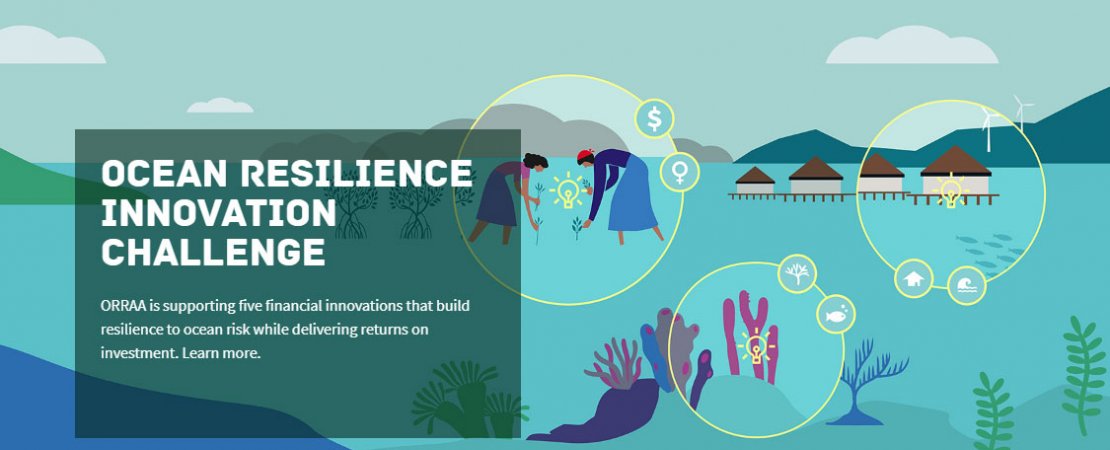 OCEAN RESILIENCE
INNOVATION
CHALLENGE
ORRAA is supporting five financial innovations that build
resilience to ocean risk while delivering returns on
investment. Learn more.
$